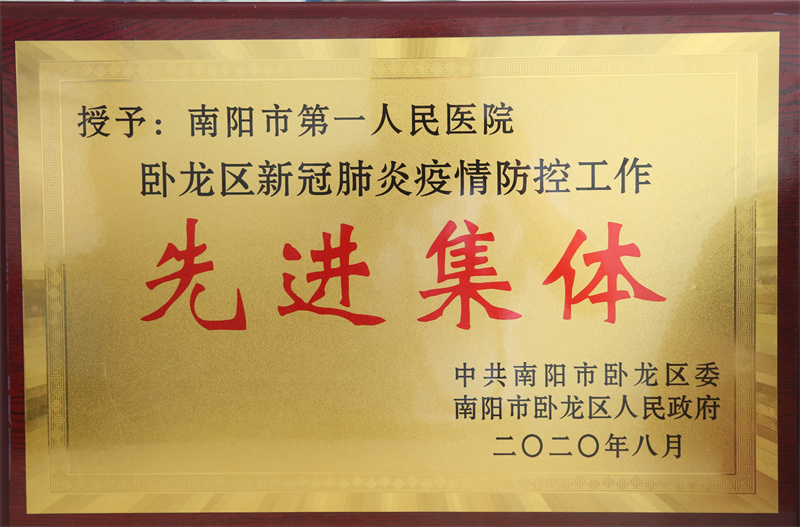 授予：南阳市第一人民医院
卧龙区新冠肺炎疫情防控工作
先进集体
中共南阳市卧龙区委
南阳市卧龙区人民政府
二〇二〇年八月